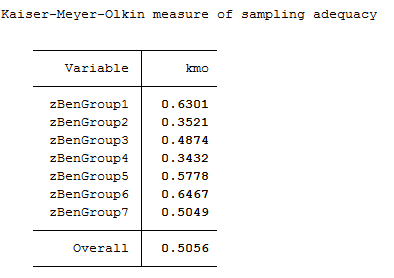 Kaiser-Meyer-Olkin measure of sampling adequacy
Variable kmo
zBenGroup1 0.6301
zBenGroup2 0.3521
zBenGroup3 0.4874
zBenGroup4 0.3432
zBenGroup5 0.5778
zBenGroup6 0.6467
zBenGroup7 0.5049
Overall 0.5056